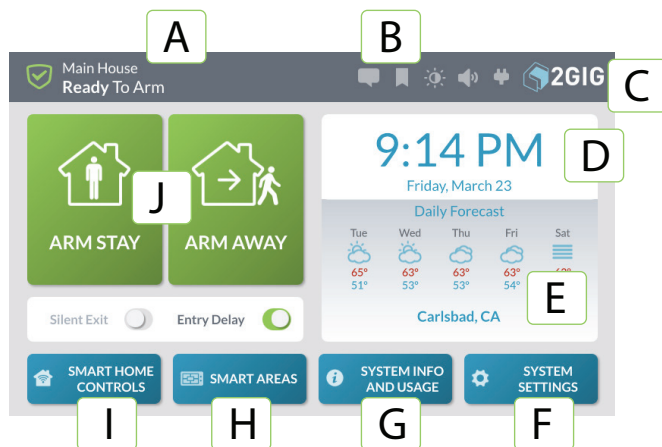 A
B
Main House
Ready To Arm
2GIG
C
9:14 PM
D
Friday, March 23
J
Daily Forecast
Tue Wed Thu Fri Sat
65° 63° 63° 63°
51° 53° 53° 54°
ARM STAY
ARM AWAY
E
Carlsbad, CA
Silent Exit
Entry Delay
SMART HOME
CONTROLS
SMART AREAS
SYSTEM INFO
AND USAGE
SYSTEM
SETTINGS
I
H
G
F